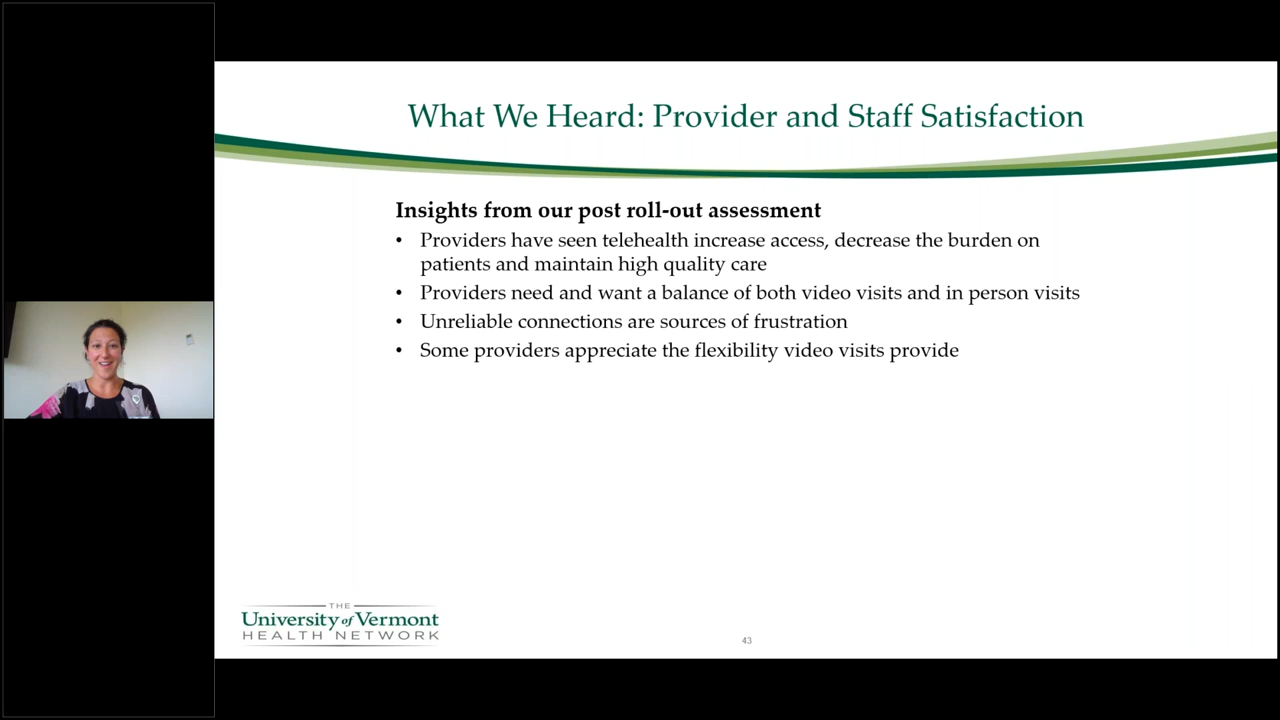 What We Heard: Provider and Staff Satisfaction
Insights from our post roll-out assessment
• Providers have seen telehealth increase access, decrease the burden on
patients and maintain high quality care
• Providers need and want a balance of both video visits and in person visits
• Unreliable connections are sources of frustration
• Some providers appreciate the flexibility video visits provide
THE
University of Vermont
HEALTH NETWORK
43